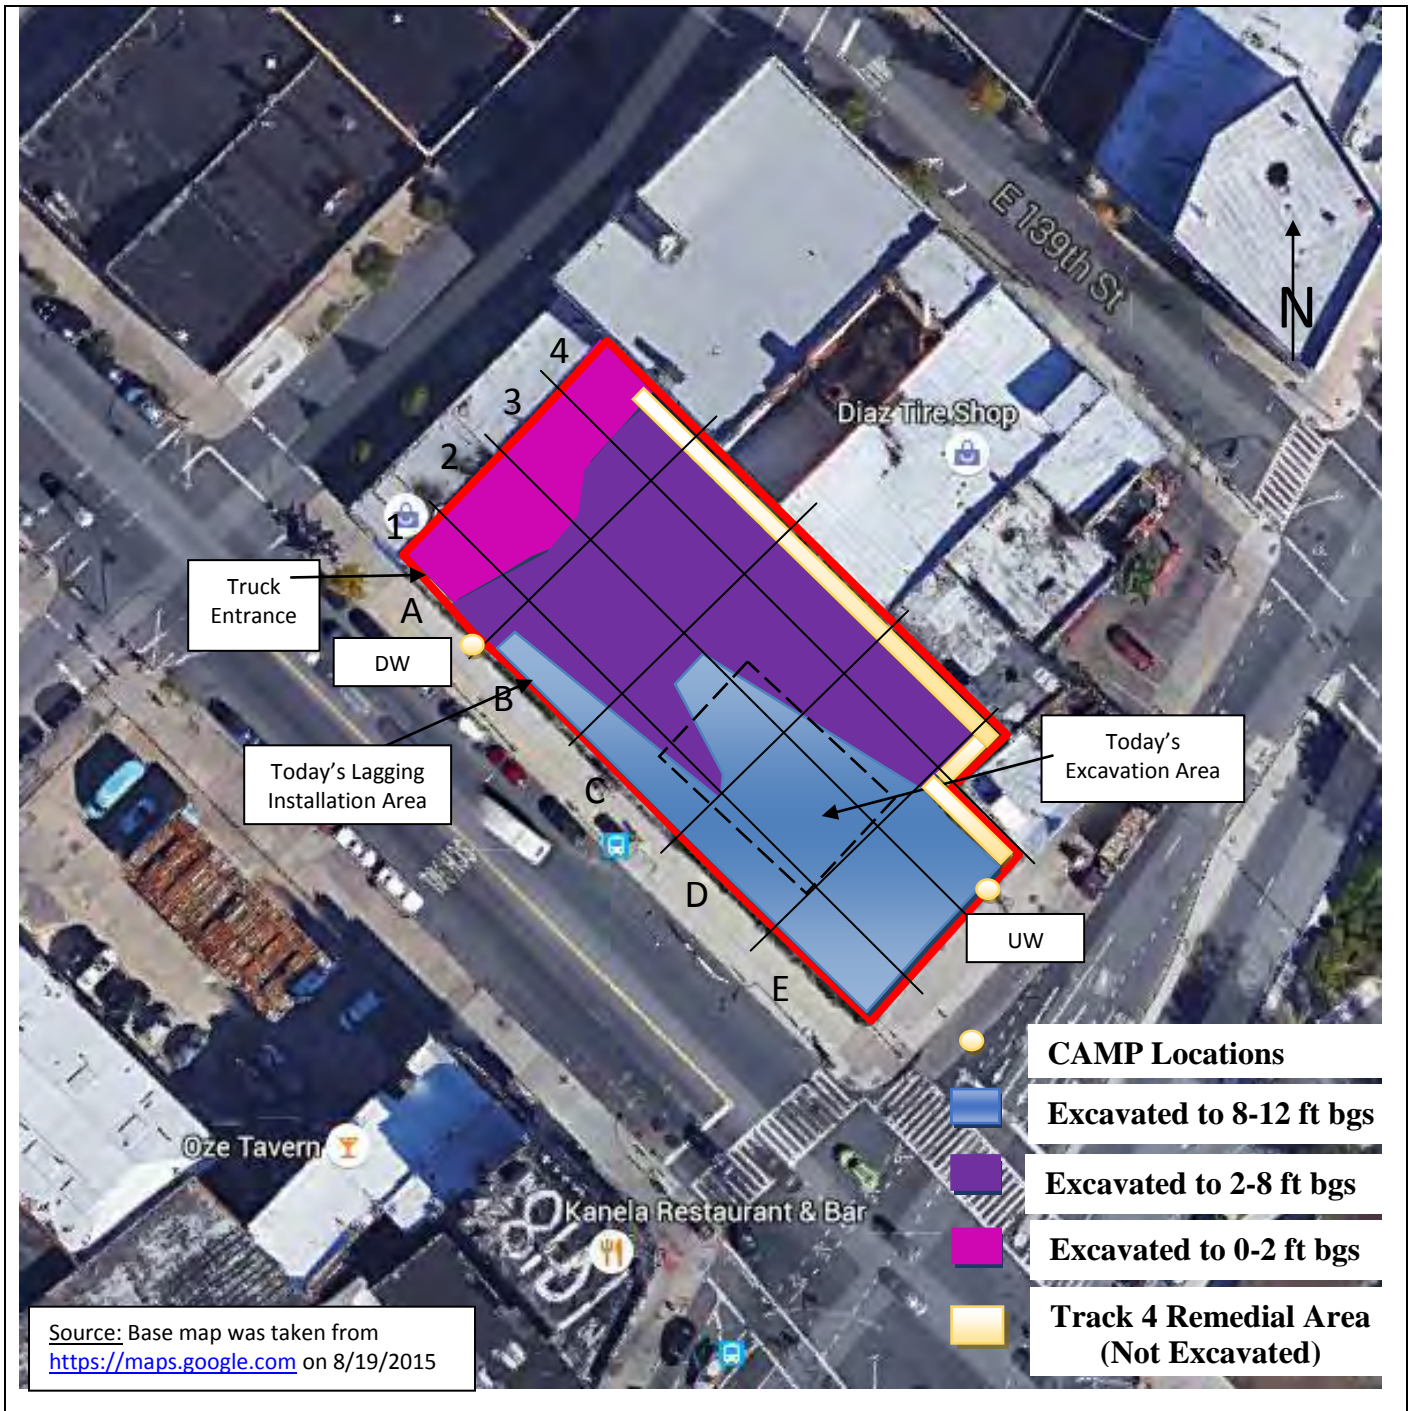 E 139th St
N
4
3
Diaz Tire Shop
2
1
Truck
Entrance
A
DW
B
Today's Lagging
Installation Area
Today's
Excavation Area
C
D
UW
E
CAMP Locations
Excavated to 8-12 ft bgs
Oze Tavern
Excavated to 2-8 ft bgs
Kanela Restaurant & Bar
Excavated to 0-2 ft bgs
Track 4 Remedial Area
(Not Excavated)
Source: Base map was taken from
https://maps.google.com on 8/19/2015